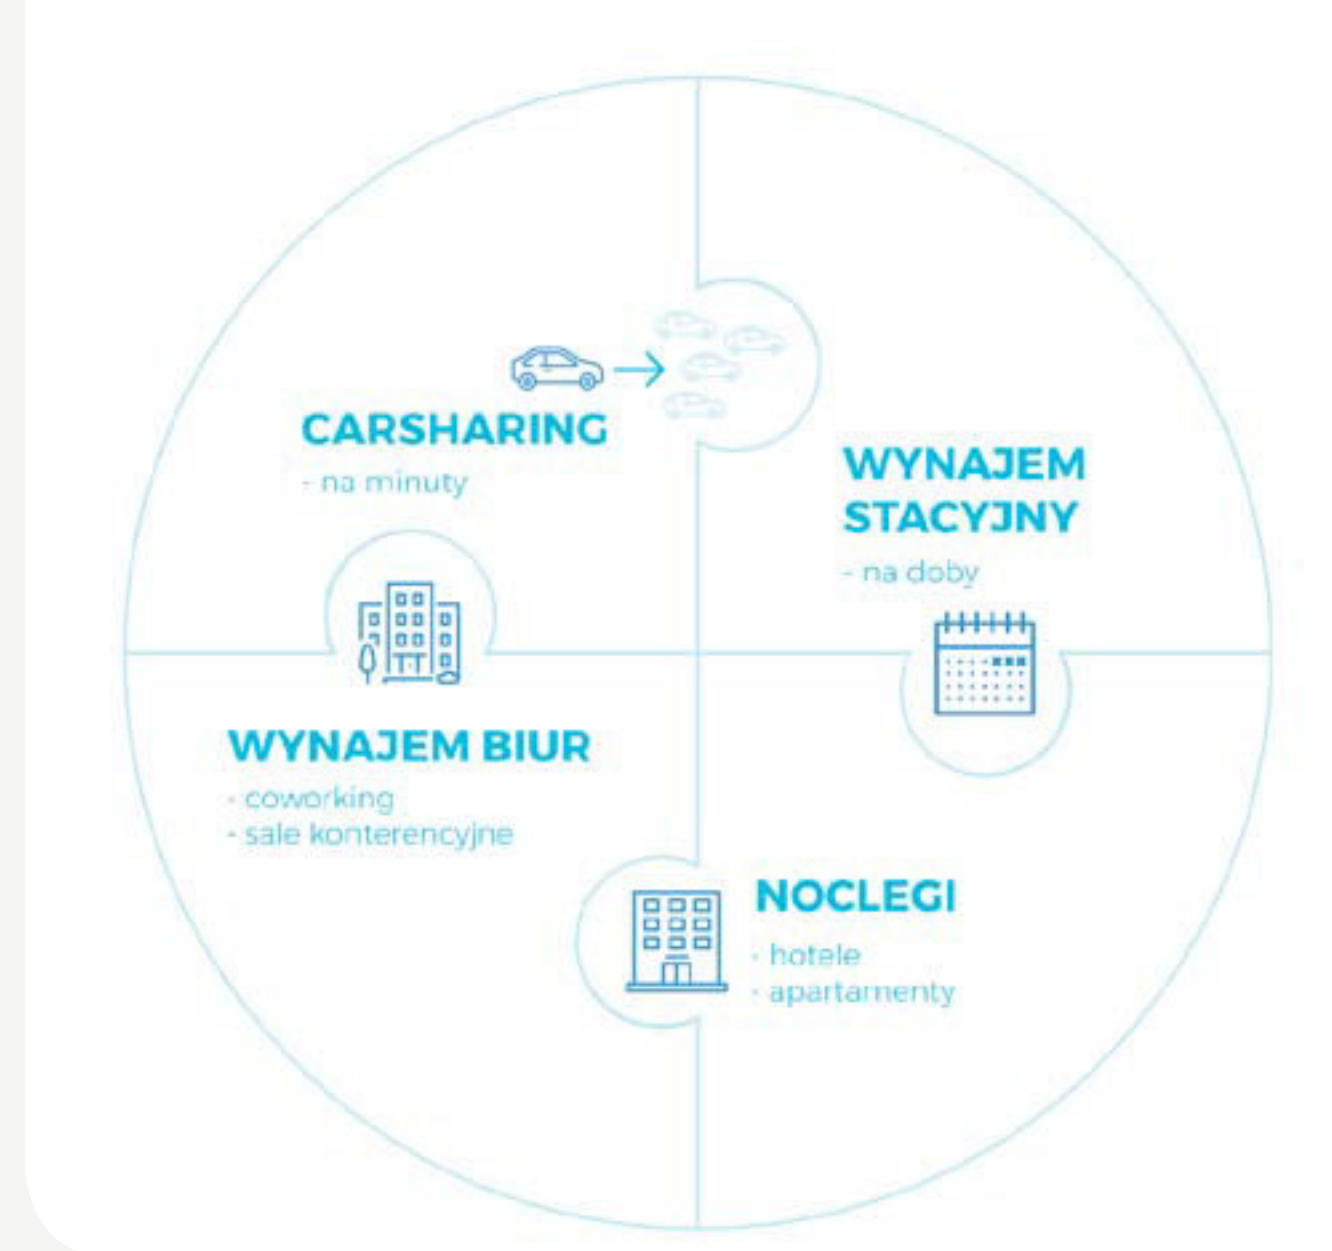 CARSHARING
- na minuty
WYNAJEM
STACYJNY
- na doby
WYNAJEM BIUR
- coworking
- sale konterencyjne
NOCLEGI
- hotele
- apartamenty